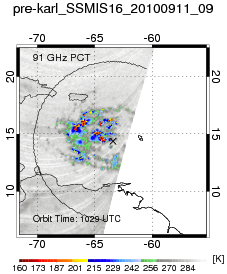 pre-karl_SSMIS16_20100911_09
-70 -65 -60
91 GHz PCT
20 20
15 15
10 10
Orbit Time: 1029 UTC
-70 -65 -60
[K]
160 173 187 201 215 229 242 256 270 284